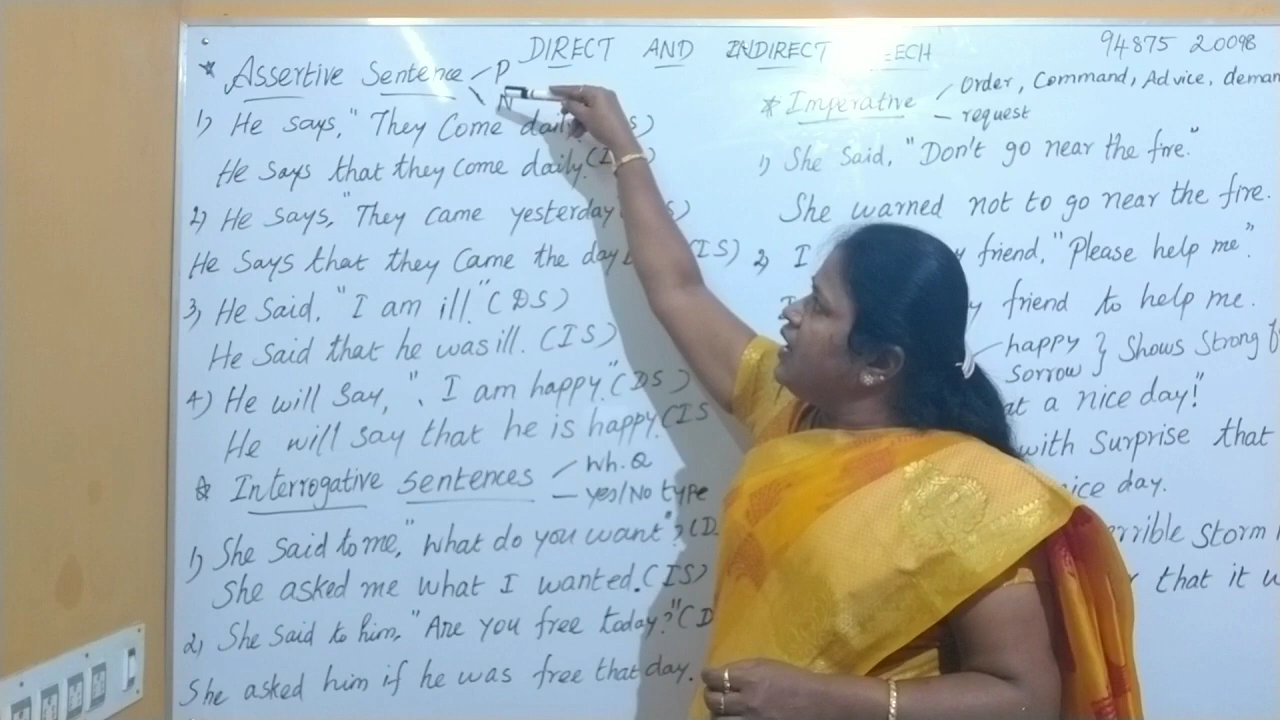 DIRECT AND INDIRECT
94875 20098
* Assertive Sentence P
N
1) He says, "They Come
He says that they come daily.
2) He says, "They came yesterday
He says that they came the day (IS)
3) He Said, "I am ill." (DS)
He said that he was ill. (IS)
4) He will say, ", I am happy." (DS)
He will say that he is happy. (IS
* Interrogative Sentences Wh. Q
yes/No type
1) She said to me, "What do you want"?
She asked me what I wanted. (IS)
2) She said to him, "Are you free today?"
She asked him if he was free that day.
* Imperative Order, Command, Advice,
request
1) She Said, "Don't go near the fire."
She warned not to go near the fire.
2) I friend, "Please help me".
friend to help me.
happy } Shows Strong
Sorrow
a nice day!"
with surprise that
nice day.
storm
that it